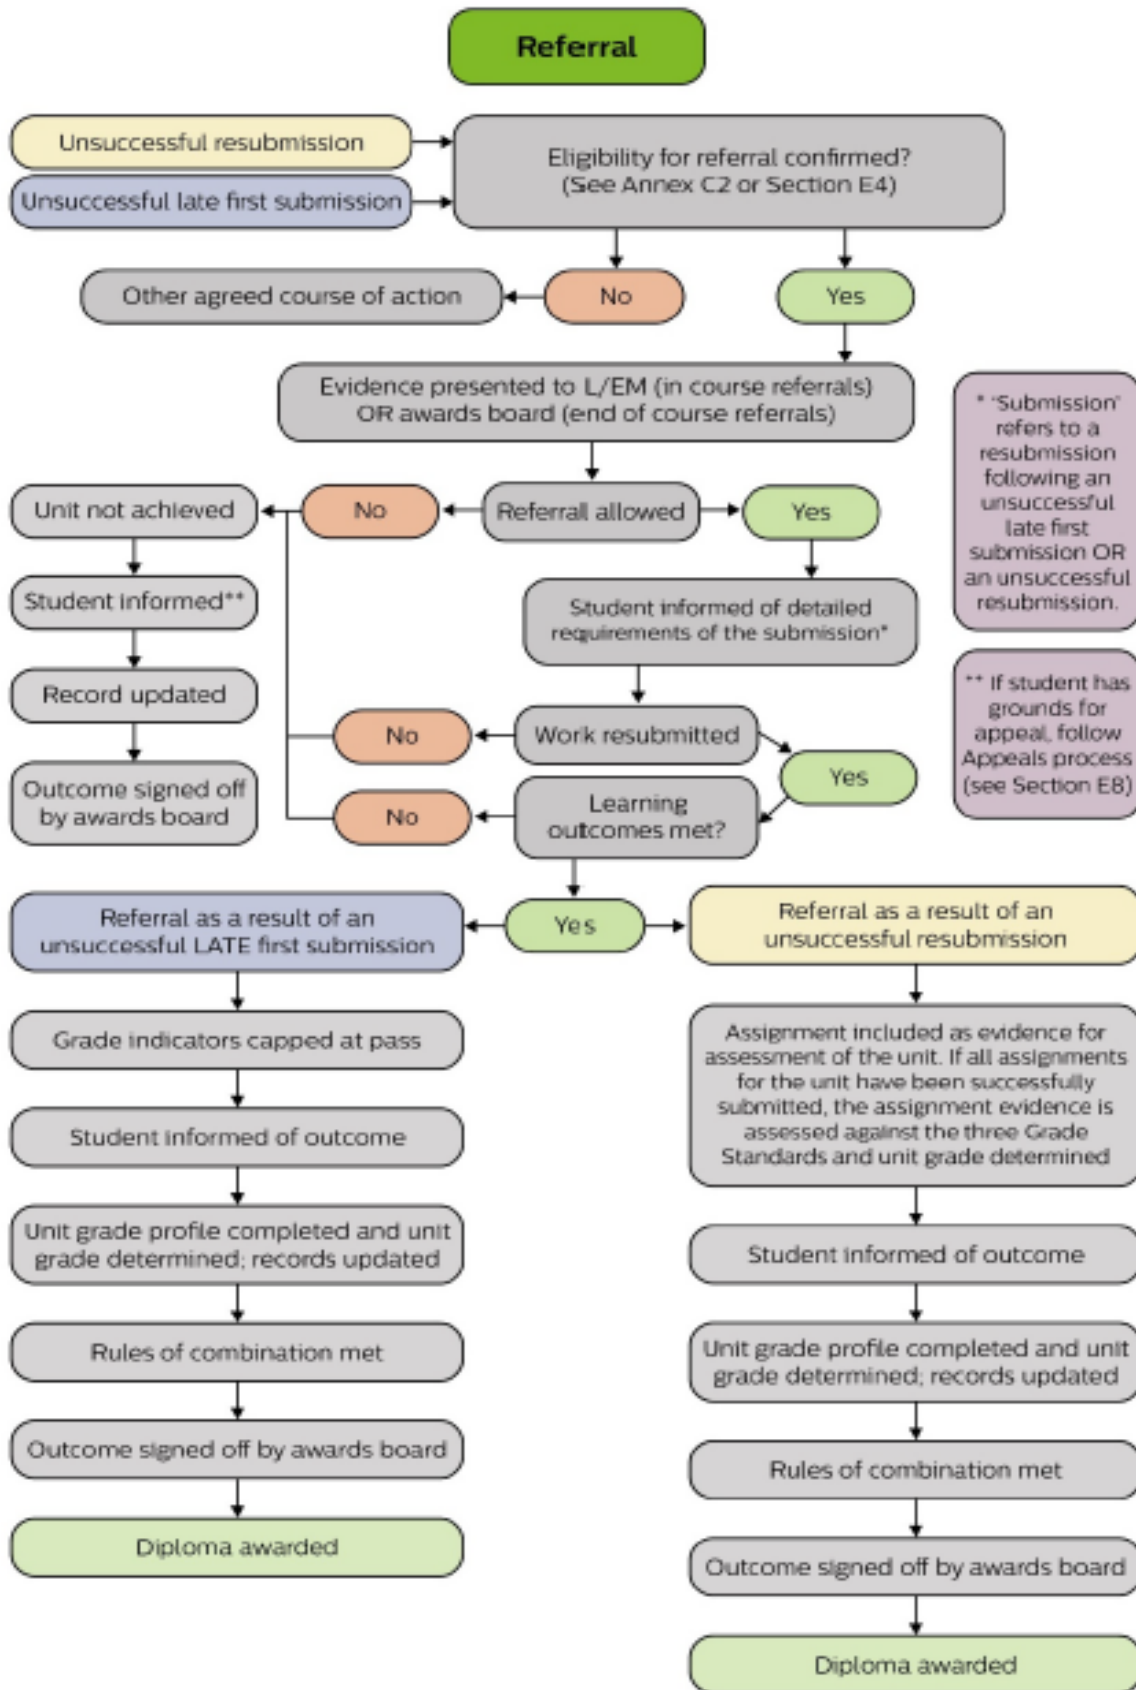 Referral
Unsuccessful resubmission
Unsuccessful late first submission
Eligibility for referral confirmed?
(See Annex C2 or Section E4)
Other agreed course of action
No
Yes
Evidence presented to L/EM (in course referrals)
OR awards board (end of course referrals)
* "Submission"
refers to a
resubmission
following an
unsuccessful
late first
submission OR
an unsuccessful
resubmission.
Unit not achieved
No
Referral allowed
Yes
Student informed**
Student informed of detailed
requirements of the submission*
Record updated
** If student has
grounds for
appeal, follow
Appeals process
(see Section E8)
No
Work resubmitted
Yes
Outcome signed off
by awards board
No
Learning
outcomes met?
Referral as a result of an
unsuccessful LATE first submission
Yes
Referral as a result of an
unsuccessful resubmission
Grade indicators capped at pass
Student informed of outcome
Unit grade profile completed and unit
grade determined; records updated
Rules of combination met
Outcome signed off by awards board
Diploma awarded
Assignment included as evidence for
assessment of the unit. If all assignments
for the unit have been successfully
submitted, the assignment evidence is
assessed against the three Grade
Standards and unit grade determined
Student informed of outcome
Unit grade profile completed and unit
grade determined; records updated
Rules of combination met
Outcome signed off by awards board
Diploma awarded